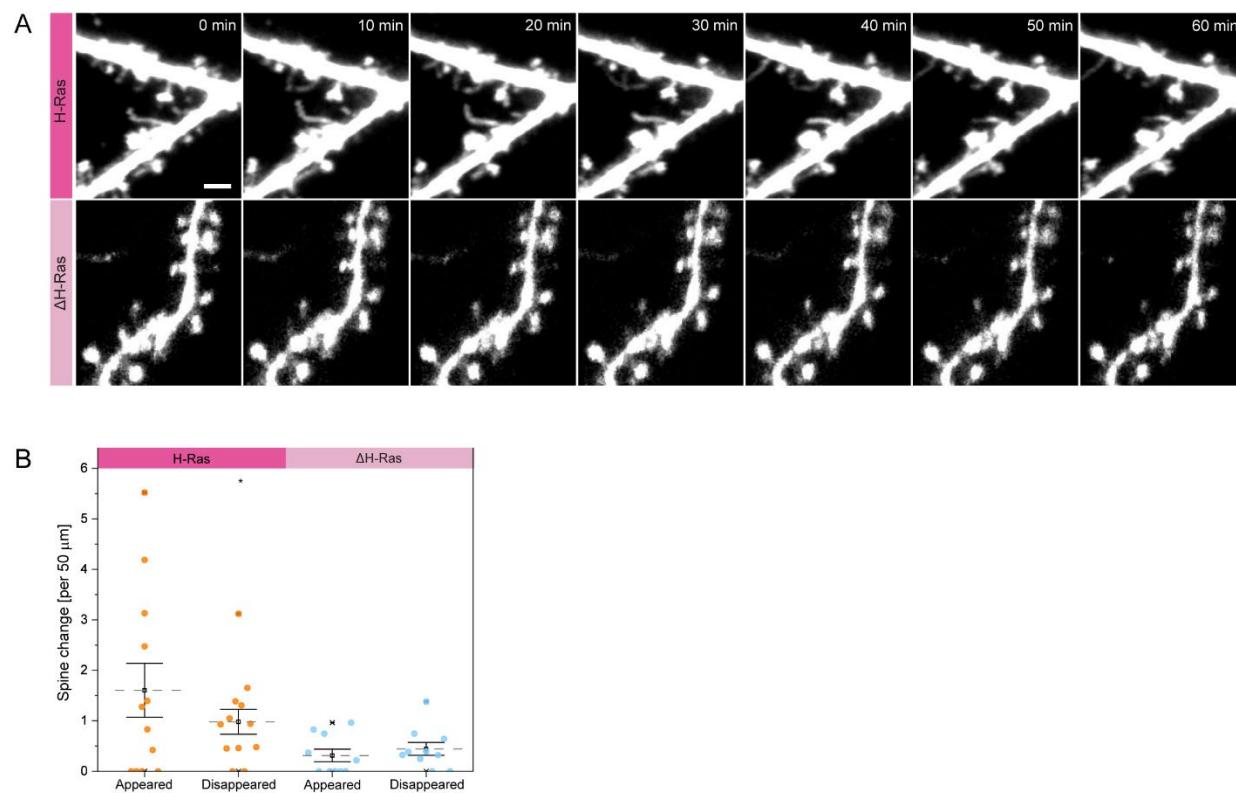 A
H-Ras
0 min
10 min
20 min
30 min
40 min
50 min
60 min
ΔH-Ras
B
H-Ras
ΔH-Ras
*
Spine change [per 50 μm]
6
5
4
3
2
1
0
Appeared
Disappeared
Appeared
Disappeared